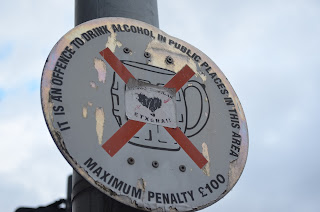 IT IS AN OFFENCE TO DRINK ALCOHOL IN PUBLIC PLACES IN THIS AREA
MAXIMUM PENALTY £100